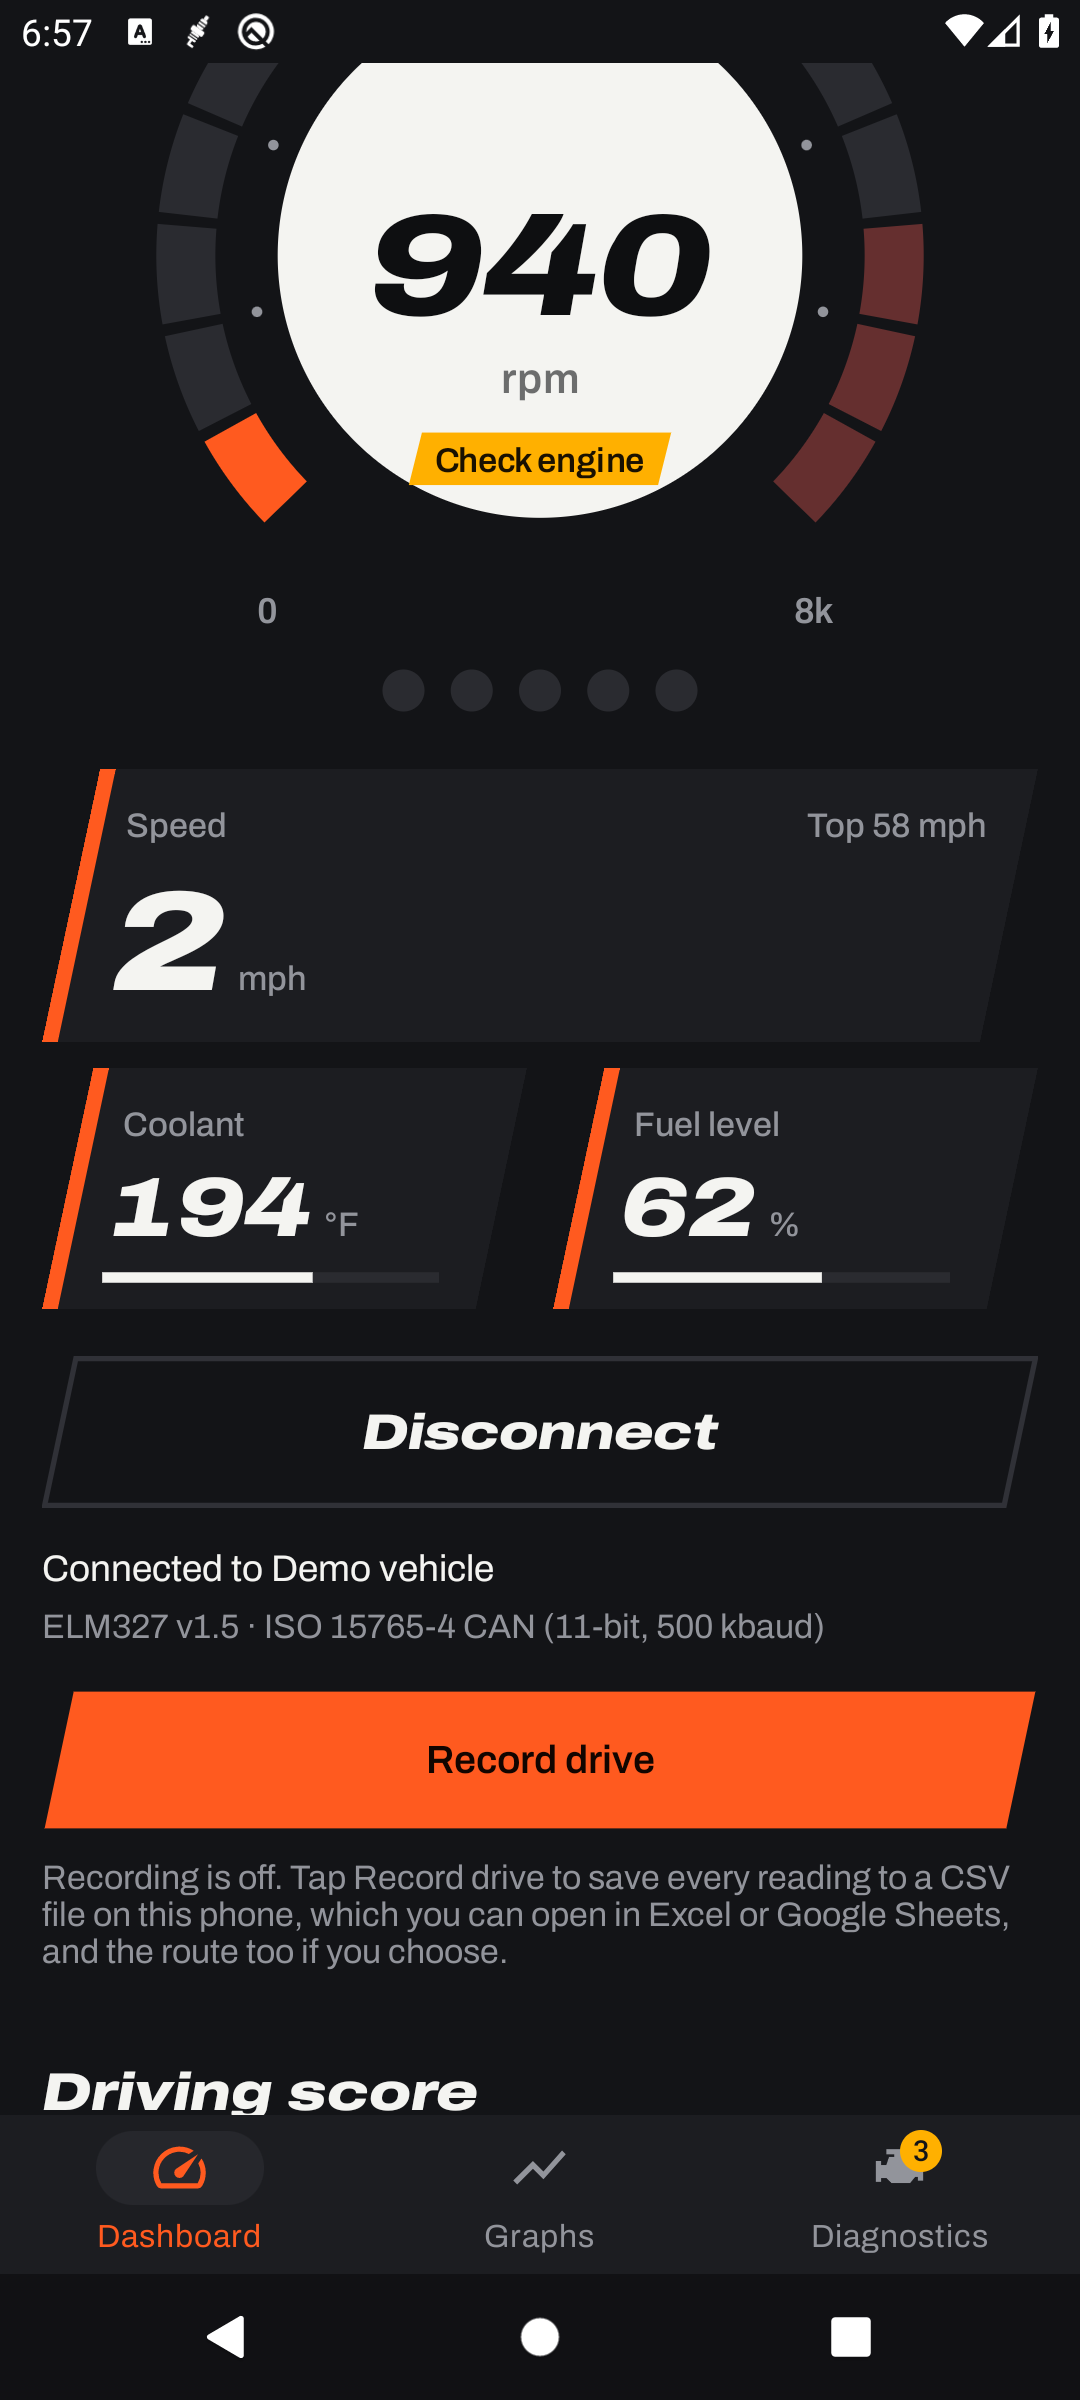 6:57
940
rpm
Check engine
0 8k
Speed Top 58 mph
2 mph
Coolant Fuel level
194 °F 62 %
Disconnect
Connected to Demo vehicle
ELM327 v1.5 · ISO 15765-4 CAN (11-bit, 500 kbaud)
Record drive
Recording is off. Tap Record drive to save every reading to a CSV
file on this phone, which you can open in Excel or Google Sheets,
and the route too if you choose.
Driving score
3
Dashboard Graphs Diagnostics